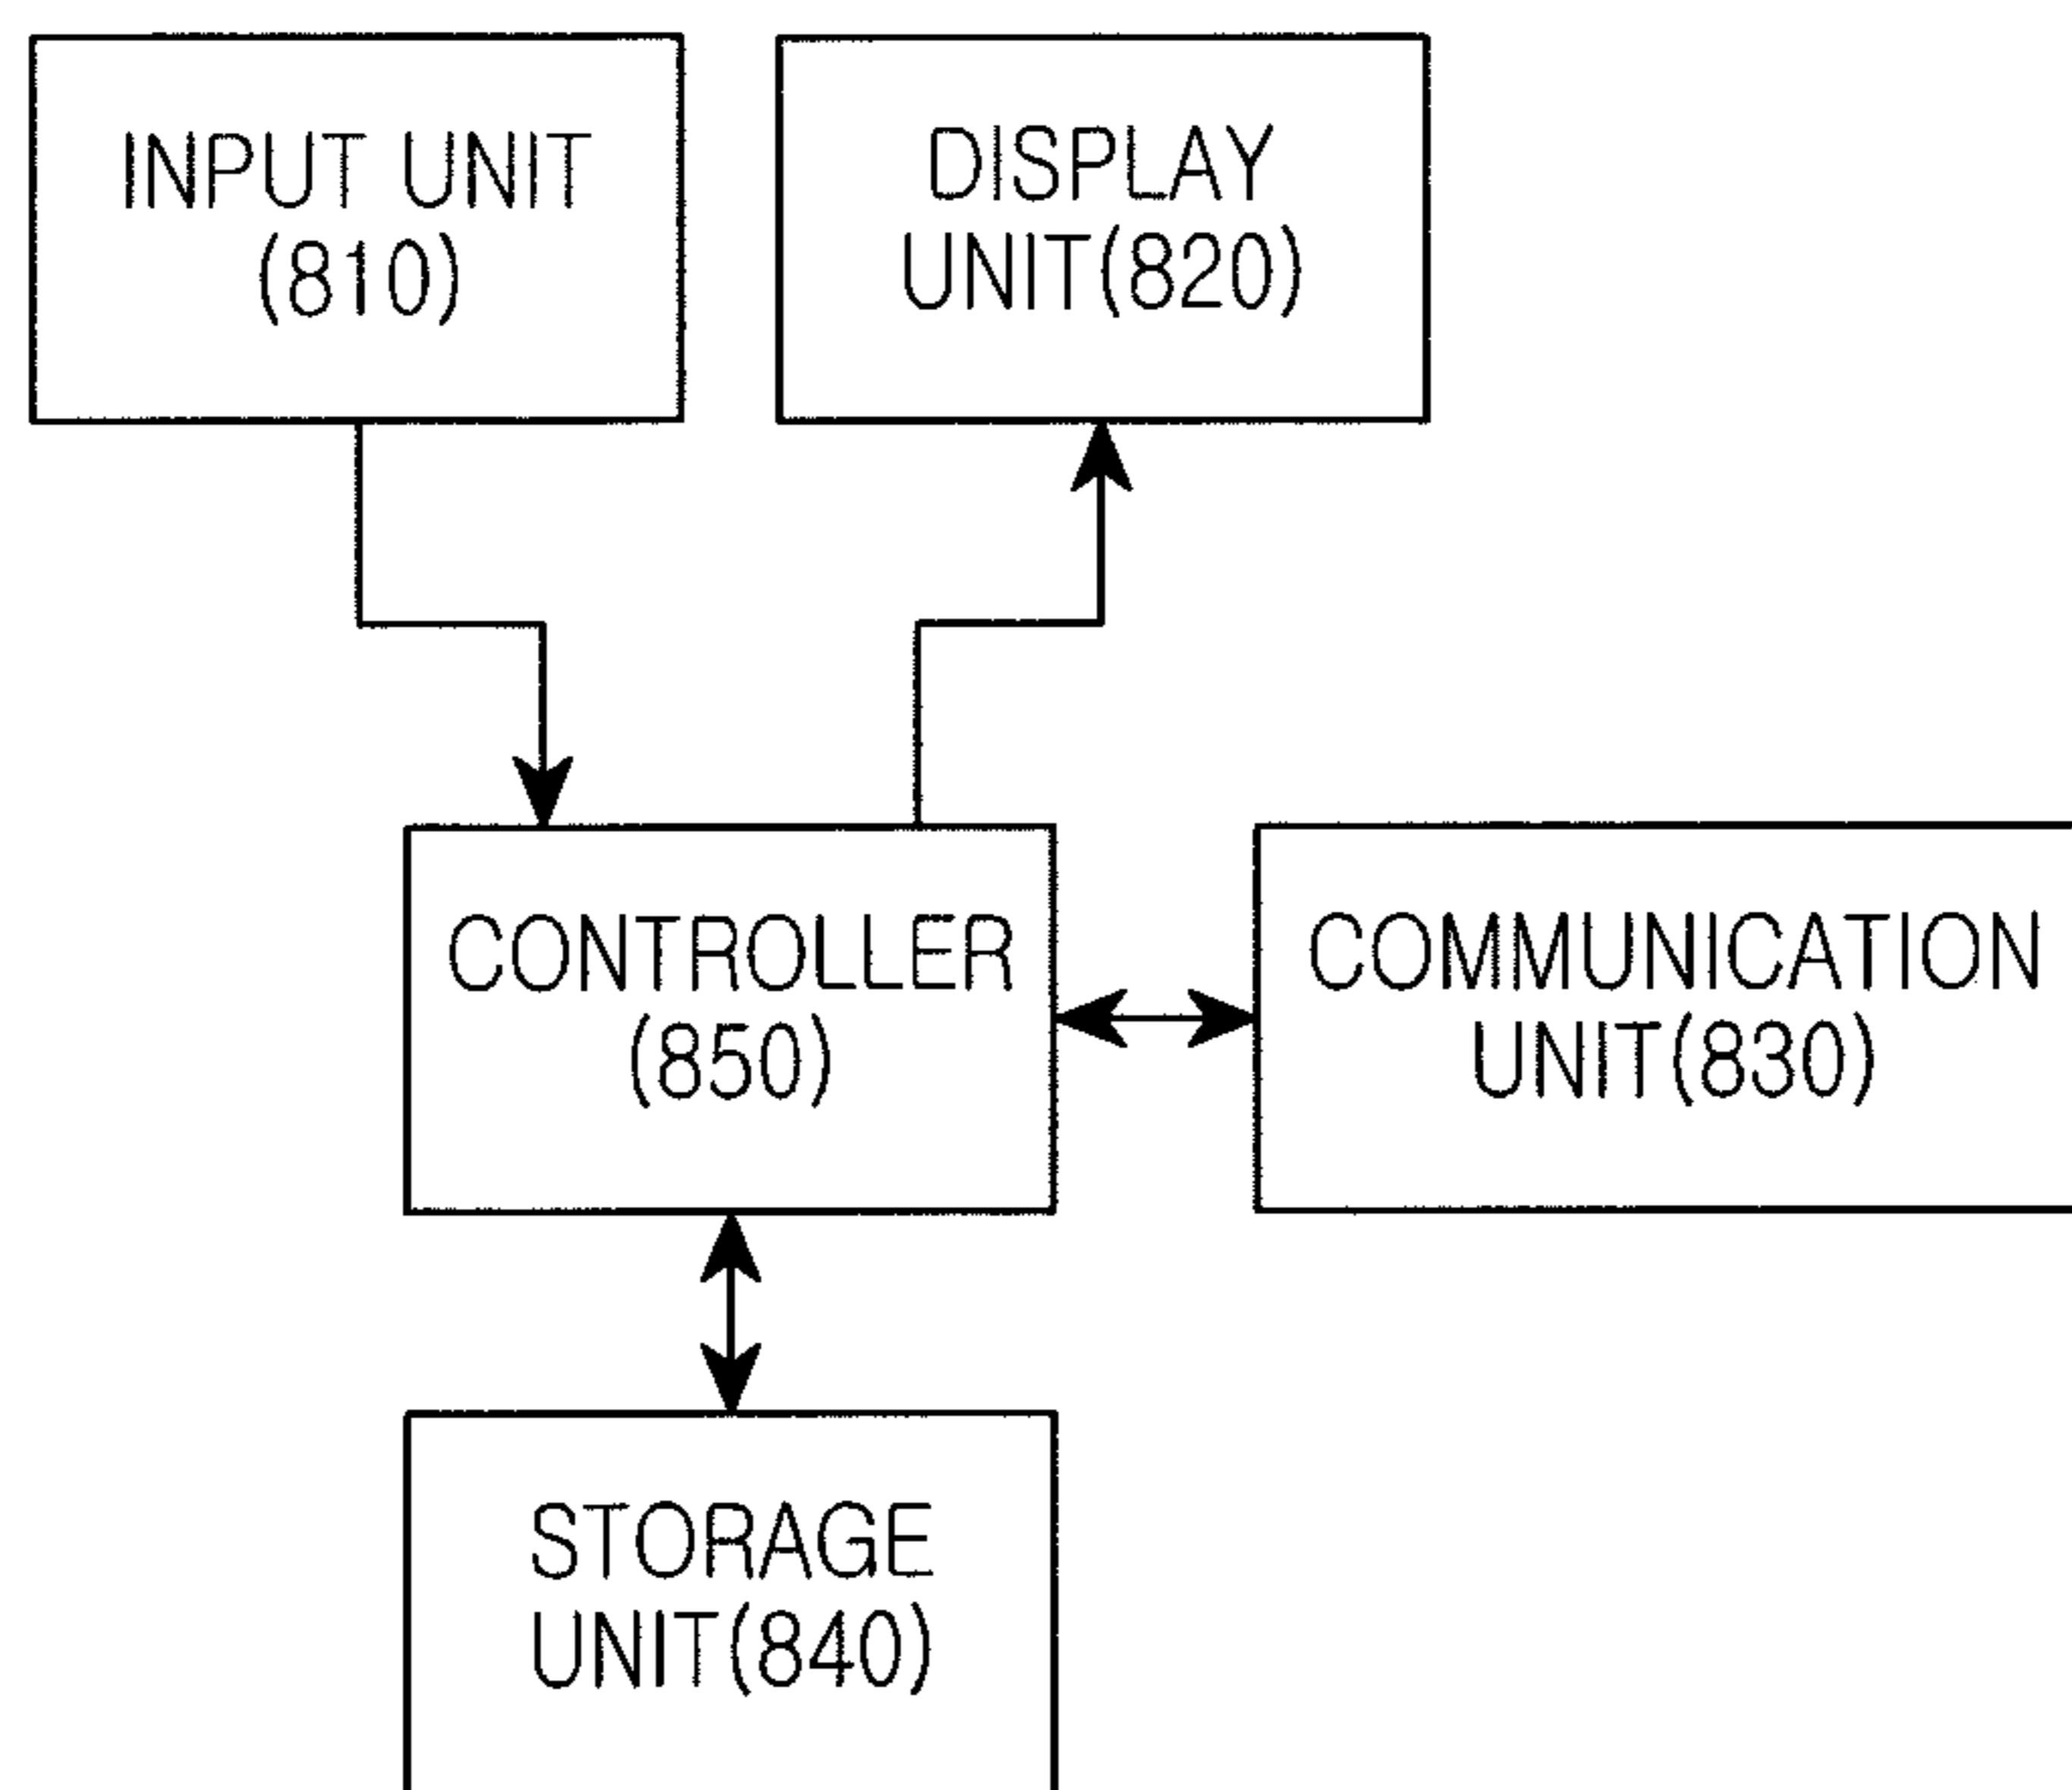 INPUT UNIT
(810)
DISPLAY
UNIT(820)
CONTROLLER
(850)
COMMUNICATION
UNIT(830)
STORAGE
UNIT(840)